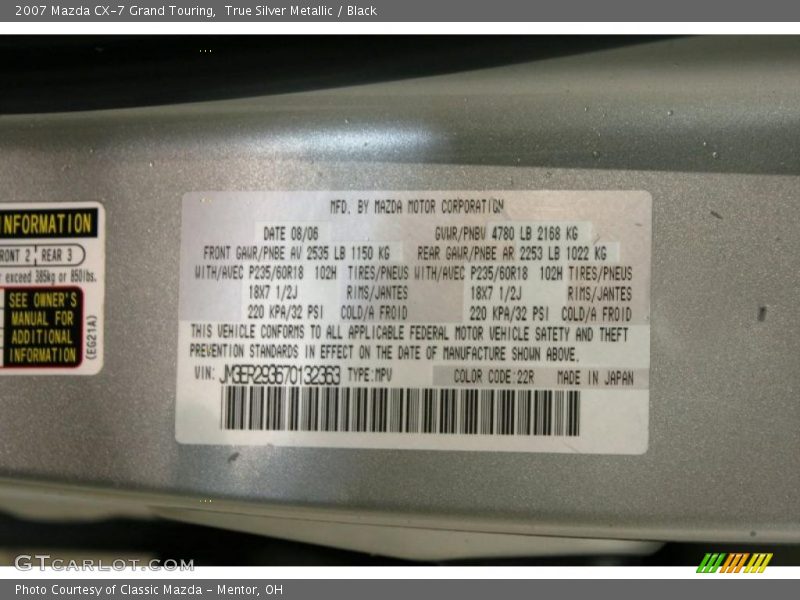 2007 Mazda CX-7 Grand Touring, True Silver Metallic / Black
INFORMATION
FRONT 2 REAR 3
r exceed 385kg or 850lbs.
SEE OWNER'S
MANUAL FOR
ADDITIONAL
INFORMATION
(EG21A)
MFD. BY MAZDA MOTOR CORPORATION
DATE 08/06 GVWR/PNBV 4780 LB 2168 KG
FRONT GAWR/PNBE AV 2535 LB 1150 KG REAR GAWR/PNBE AR 2253 LB 1022 KG
WITH/AVEC P235/60R18 102H TIRES/PNEUS WITH/AVEC P235/60R18 102H TIRES/PNEUS
18X7 1/2J RIMS/JANTES 18X7 1/2J RIMS/JANTES
220 KPA/32 PSI COLD/A FROID 220 KPA/32 PSI COLD/A FROID
THIS VEHICLE CONFORMS TO ALL APPLICABLE FEDERAL MOTOR VEHICLE SAFETY AND THEFT
PREVENTION STANDARDS IN EFFECT ON THE DATE OF MANUFACTURE SHOWN ABOVE.
VIN: JM3ER293670132363 TYPE:MPV COLOR CODE:22R MADE IN JAPAN
GTcarlot.com
Photo Courtesy of Classic Mazda - Mentor, OH